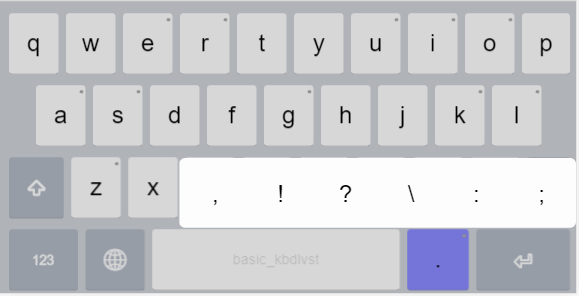 q w e r t y u i o p
a s d f g h j k l
z x , ! ? \ : ;
123 basic_kbdlvst .